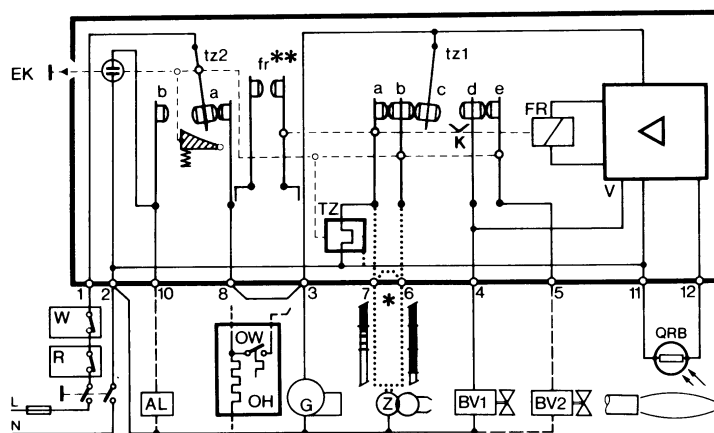 tz2
fr**
tz1
EK
b
a
a
b
c
d
e
FR
K
V
TZ
1
2
10
8
3
7
*
6
4
5
11
12
W
R
OW
OH
QRB
L
N
AL
G
Z
BV1
BV2